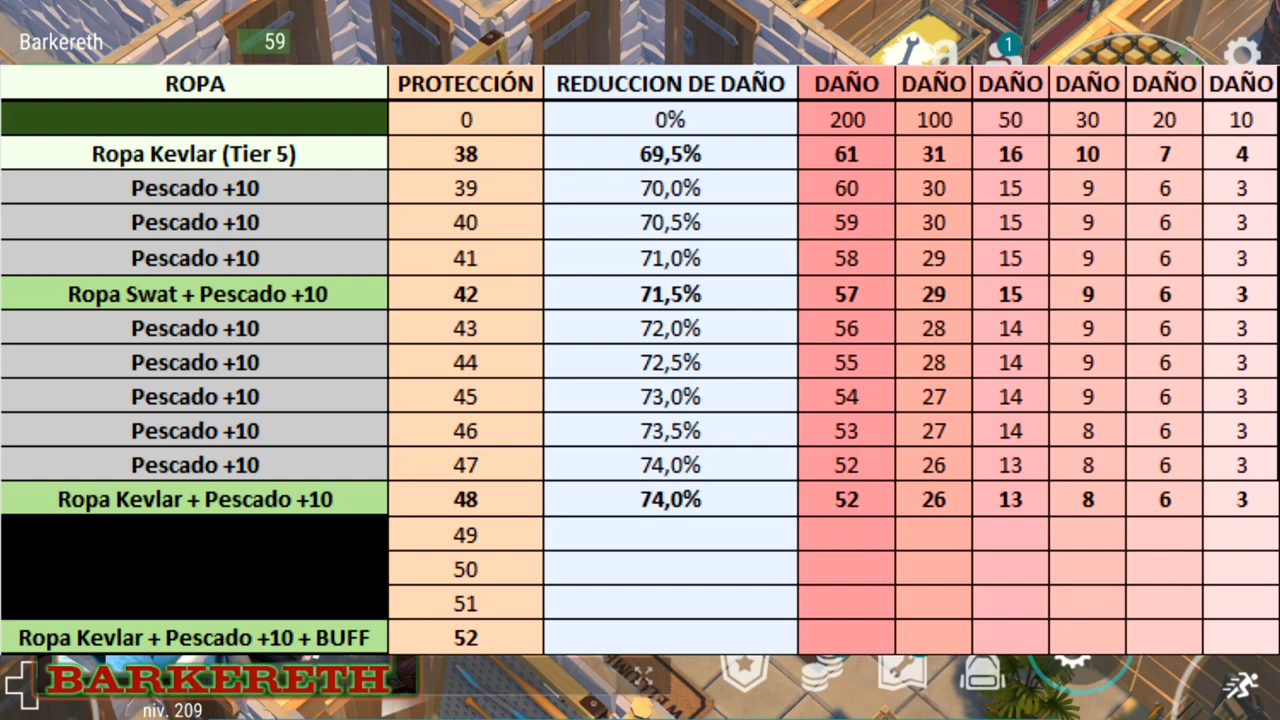 Barkereth 59 1
ROPA PROTECCIÓN REDUCCION DE DAÑO DAÑO DAÑO DAÑO DAÑO DAÑO DAÑO
0 0% 200 100 50 30 20 10
Ropa Kevlar (Tier 5) 38 69,5% 61 31 16 10 7 4
Pescado +10 39 70,0% 60 30 15 9 6 3
Pescado +10 40 70,5% 59 30 15 9 6 3
Pescado +10 41 71,0% 58 29 15 9 6 3
Ropa Swat + Pescado +10 42 71,5% 57 29 15 9 6 3
Pescado +10 43 72,0% 56 28 14 9 6 3
Pescado +10 44 72,5% 55 28 14 9 6 3
Pescado +10 45 73,0% 54 27 14 9 6 3
Pescado +10 46 73,5% 53 27 14 8 6 3
Pescado +10 47 74,0% 52 26 13 8 6 3
Ropa Kevlar + Pescado +10 48 74,0% 52 26 13 8 6 3
49
50
51
Ropa Kevlar + Pescado +10 + BUFF 52
BARKERETH
niv. 209